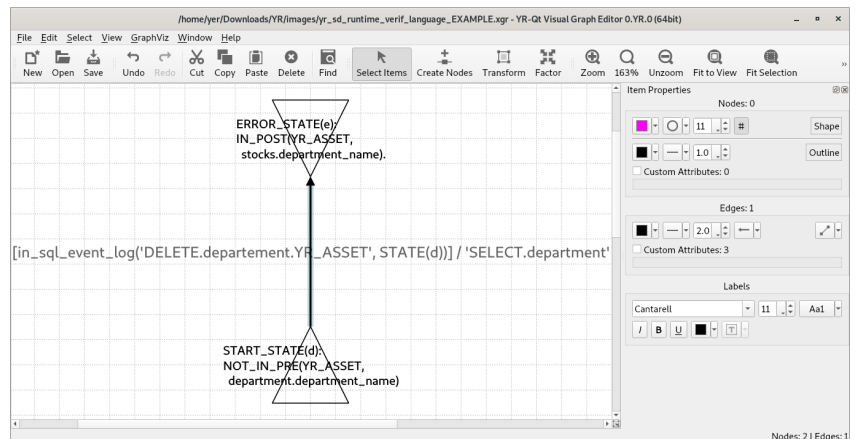 /home/yer/Downloads/YR/images/yr_sd_runtime_verif_language_EXAMPLE.xgr - YR-Qt Visual Graph Editor 0.YR.0 (64bit)
File Edit Select View GraphViz Window Help
New Open Save Undo Redo Cut Copy Paste Delete Find Select Items Create Nodes Transform Factor Zoom 163% Unzoom Fit to View Fit Selection »
Item Properties
Nodes: 0
11 # Shape
1.0 Outline
Custom Attributes: 0
Edges: 1
2.0
Custom Attributes: 3
Labels
Cantarell 11 Aa1
I B U T
ERROR_STATE(e):
IN_POST(YR_ASSET,
stocks.department_name).
[in_sql_event_log('DELETE.departement.YR_ASSET', STATE(d))] / 'SELECT.department'
START_STATE(d):
NOT_IN_PRE(YR_ASSET,
department.department_name)
Nodes: 2 | Edges: 1